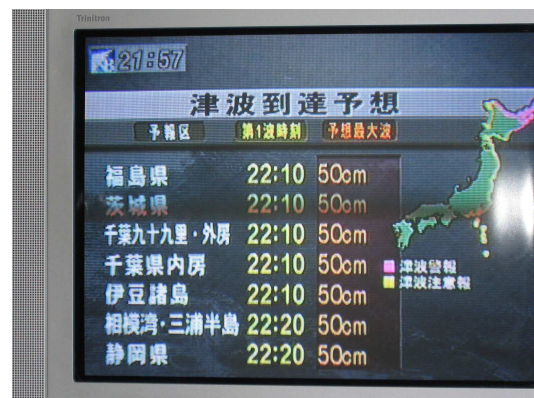 Trinitron
21:57
津波到達予想
予報区 第1波時刻 予想最大波
福島県 22:10 50cm
茨城県 22:10 50cm
千葉九十九里・外房 22:10 50cm
千葉県内房 22:10 50cm
伊豆諸島 22:10 50cm
相模湾・三浦半島 22:20 50cm
静岡県 22:20 50cm
津波警報
津波注意報